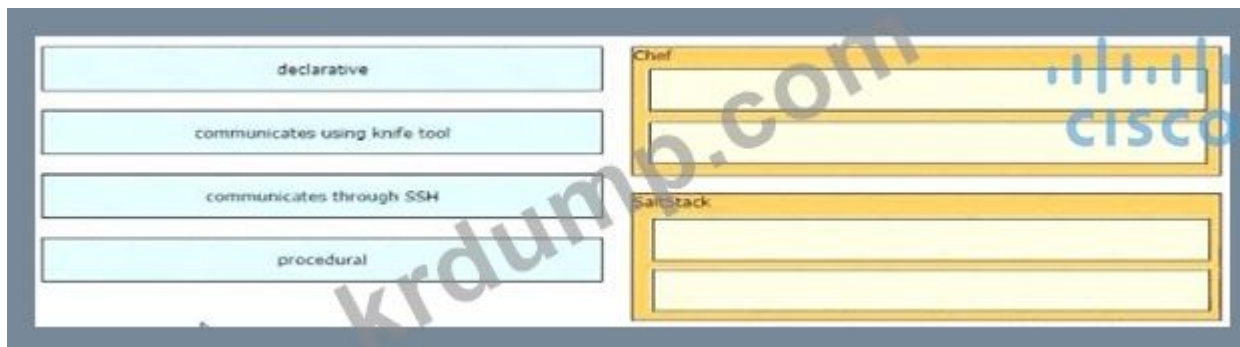 declarative
communicates using knife tool
communicates through SSH
procedural
Chef
SaltStack
CISCO
krdump.com